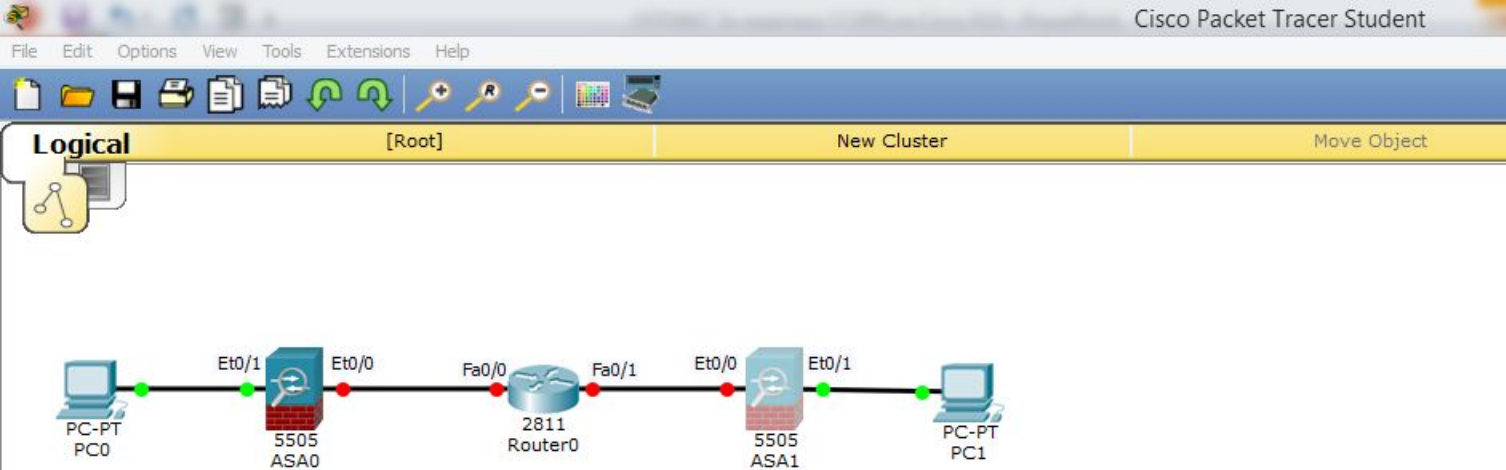 Cisco Packet Tracer Student
File Edit Options View Tools Extensions Help
R
Logical [Root] New Cluster Move Object
Et0/1 Et0/0 Fa0/0 Fa0/1 Et0/0 Et0/1
PC-PT
PC0
5505
ASA0
2811
Router0
5505
ASA1
PC-PT
PC1